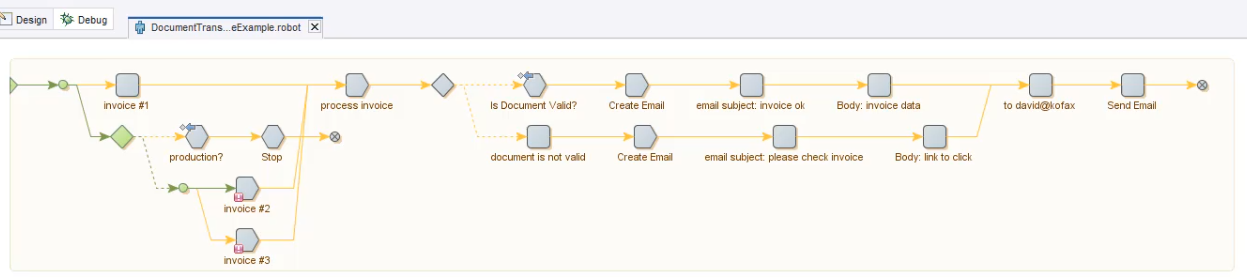 Design
Debug
DocumentTrans...eExample.robot
invoice #1
process invoice
Is Document Valid?
Create Email
email subject: invoice ok
Body: invoice data
to david@kofax
Send Email
production?
Stop
document is not valid
Create Email
email subject: please check invoice
Body: link to click
invoice #2
invoice #3